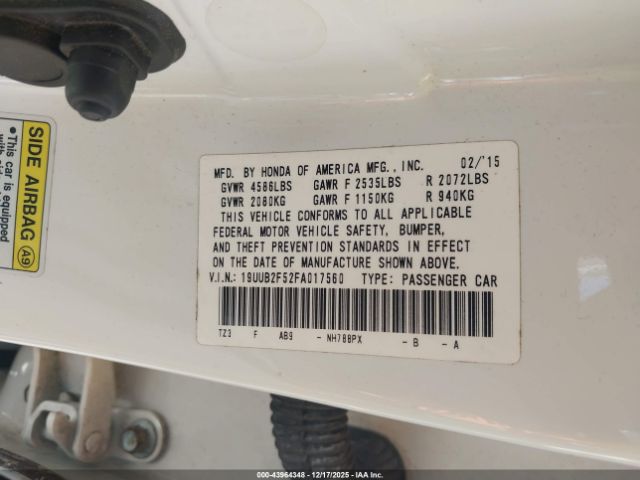 SIDE AIRBAG A9
•This car is equipped
with side
MFD. BY HONDA OF AMERICA MFG., INC. 02/'15
GVWR 4586LBS GAWR F 2535LBS R 2072LBS
GVWR 2080KG GAWR F 1150KG R 940KG
THIS VEHICLE CONFORMS TO ALL APPLICABLE
FEDERAL MOTOR VEHICLE SAFETY, BUMPER,
AND THEFT PREVENTION STANDARDS IN EFFECT
ON THE DATE OF MANUFACTURE SHOWN ABOVE.
V.I.N.: 19UUB2F52FA017560 TYPE: PASSENGER CAR
TZ3 F AB9 - NH788PX - B - A
000-43964348 - 12/17/2025 - IAA Inc.